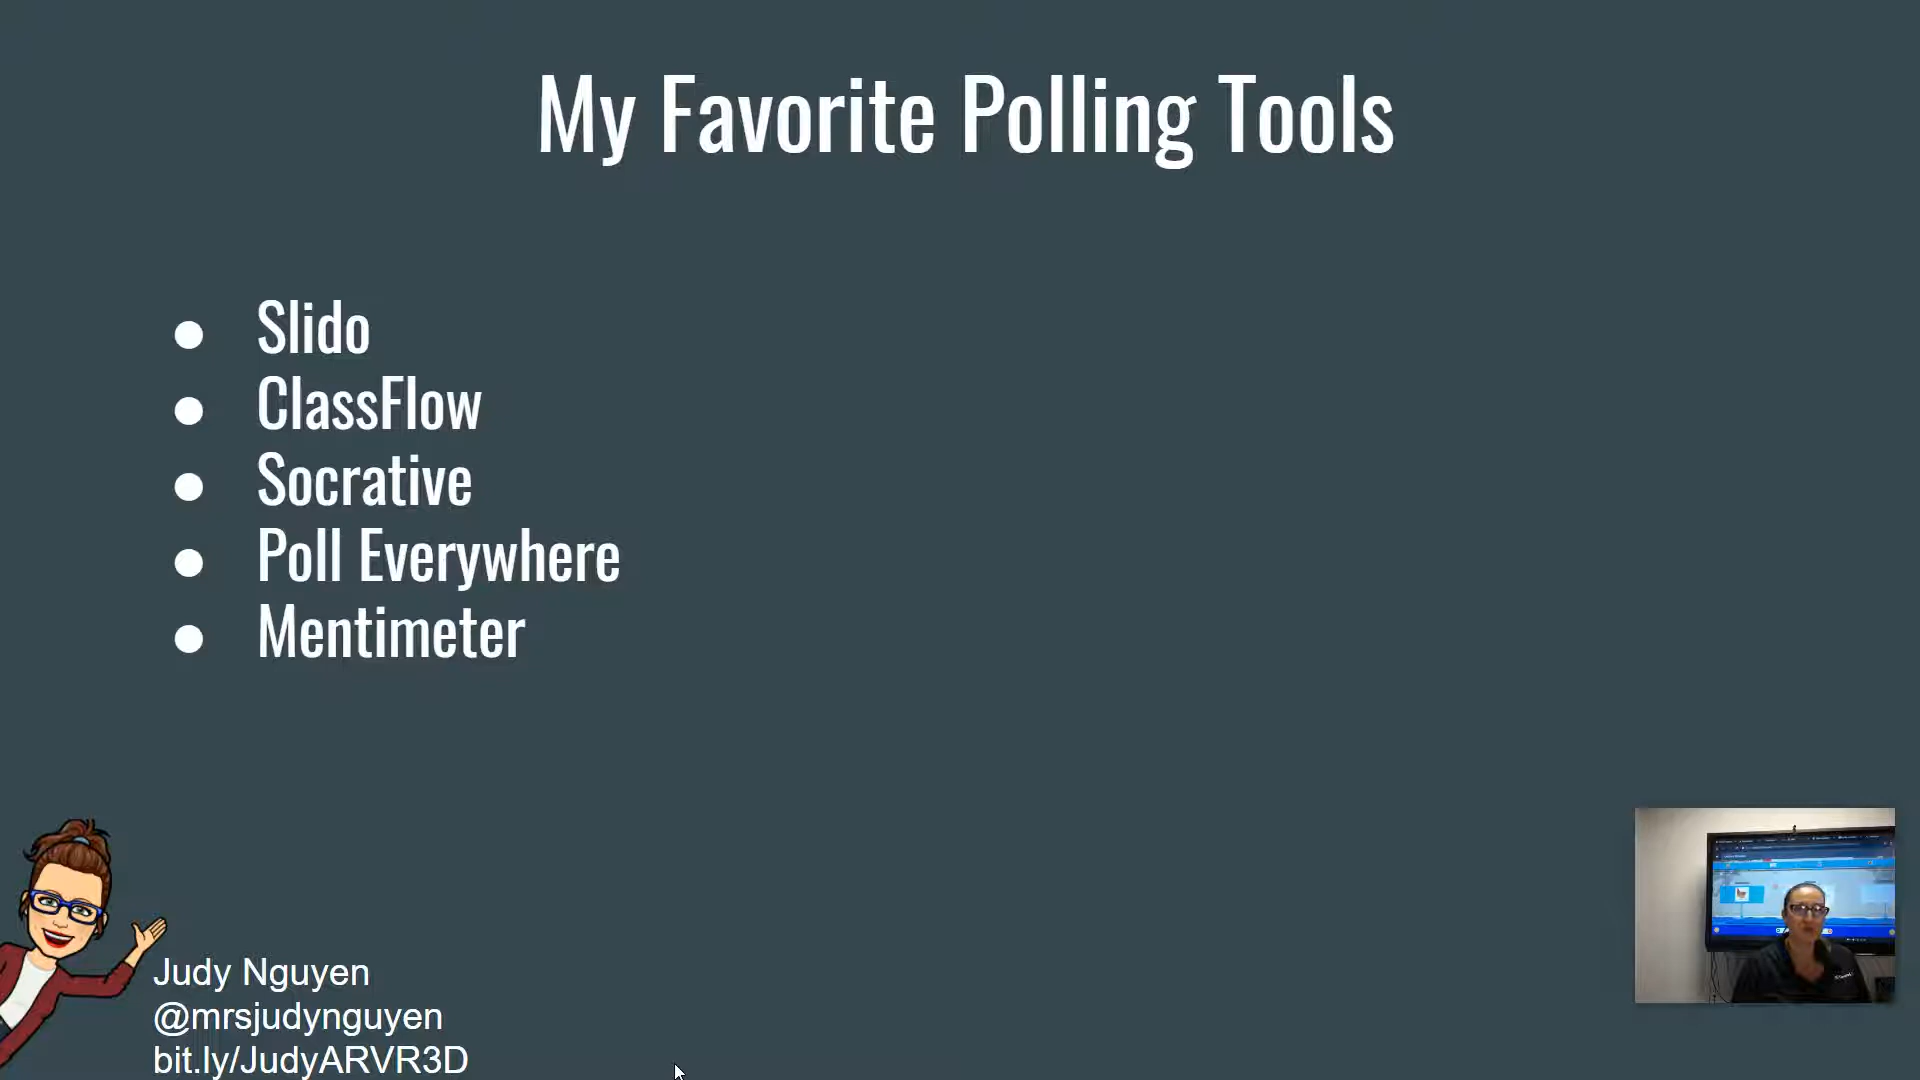 My Favorite Polling Tools
● Slido
● ClassFlow
● Socrative
● Poll Everywhere
● Mentimeter
Judy Nguyen
@mrsjudynguyen
bit.ly/JudyARVR3D